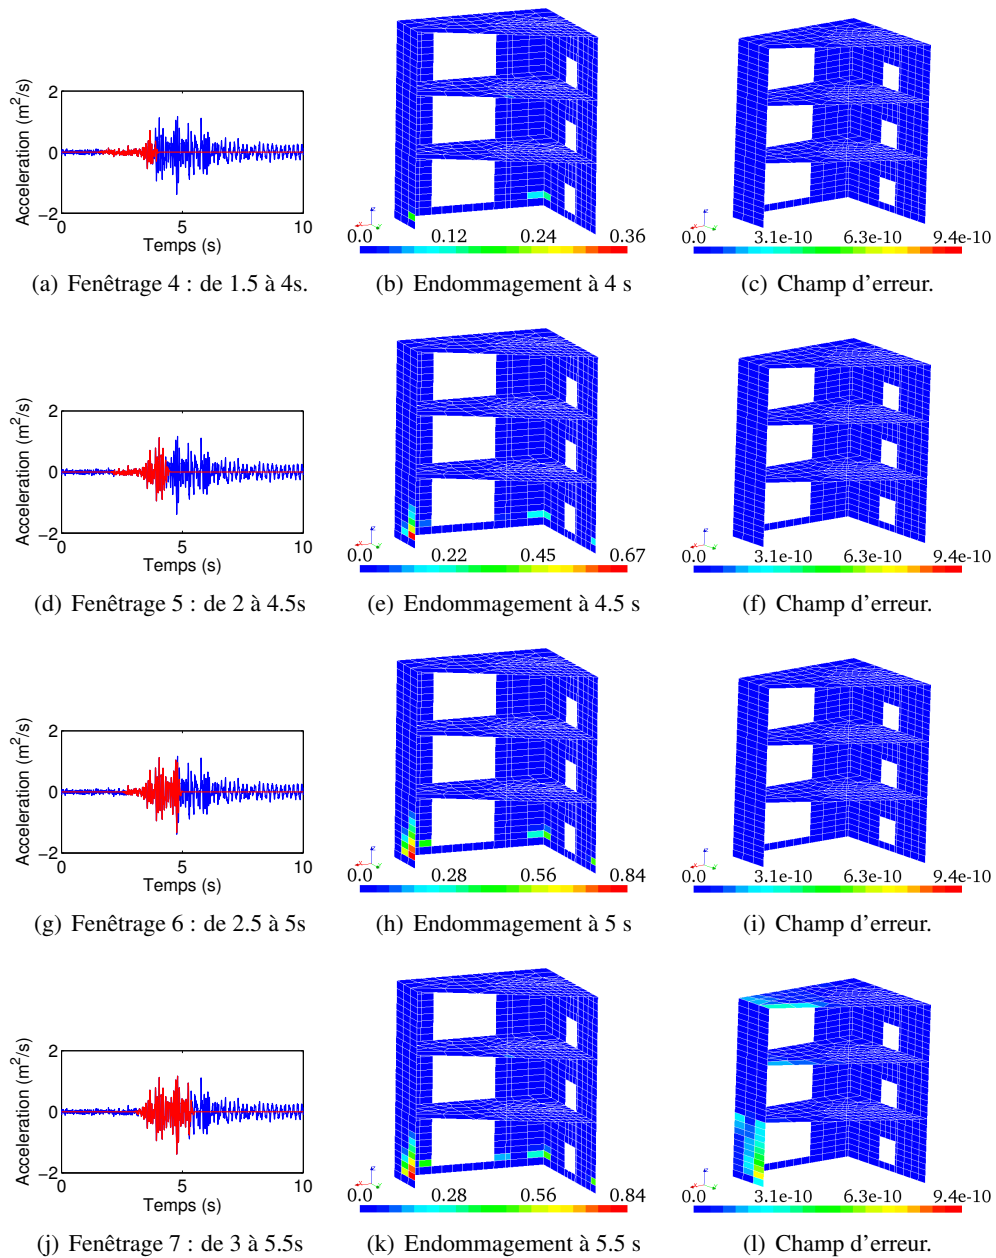 2
0
−2
0
5
10
Acceleration (m²/s)
Temps (s)
0.0 0.12 0.24 0.36
0.0 3.1e-10 6.3e-10 9.4e-10
(a) Fenêtrage 4 : de 1.5 à 4s.
(b) Endommagement à 4 s
(c) Champ d'erreur.
2
0
−2
0
5
10
Acceleration (m²/s)
Temps (s)
0.0 0.22 0.45 0.67
0.0 3.1e-10 6.3e-10 9.4e-10
(d) Fenêtrage 5 : de 2 à 4.5s
(e) Endommagement à 4.5 s
(f) Champ d'erreur.
2
0
−2
0
5
10
Acceleration (m²/s)
Temps (s)
0.0 0.28 0.56 0.84
0.0 3.1e-10 6.3e-10 9.4e-10
(g) Fenêtrage 6 : de 2.5 à 5s
(h) Endommagement à 5 s
(i) Champ d'erreur.
2
0
−2
0
5
10
Acceleration (m²/s)
Temps (s)
0.0 0.28 0.56 0.84
0.0 3.1e-10 6.3e-10 9.4e-10
(j) Fenêtrage 7 : de 3 à 5.5s
(k) Endommagement à 5.5 s
(l) Champ d'erreur.